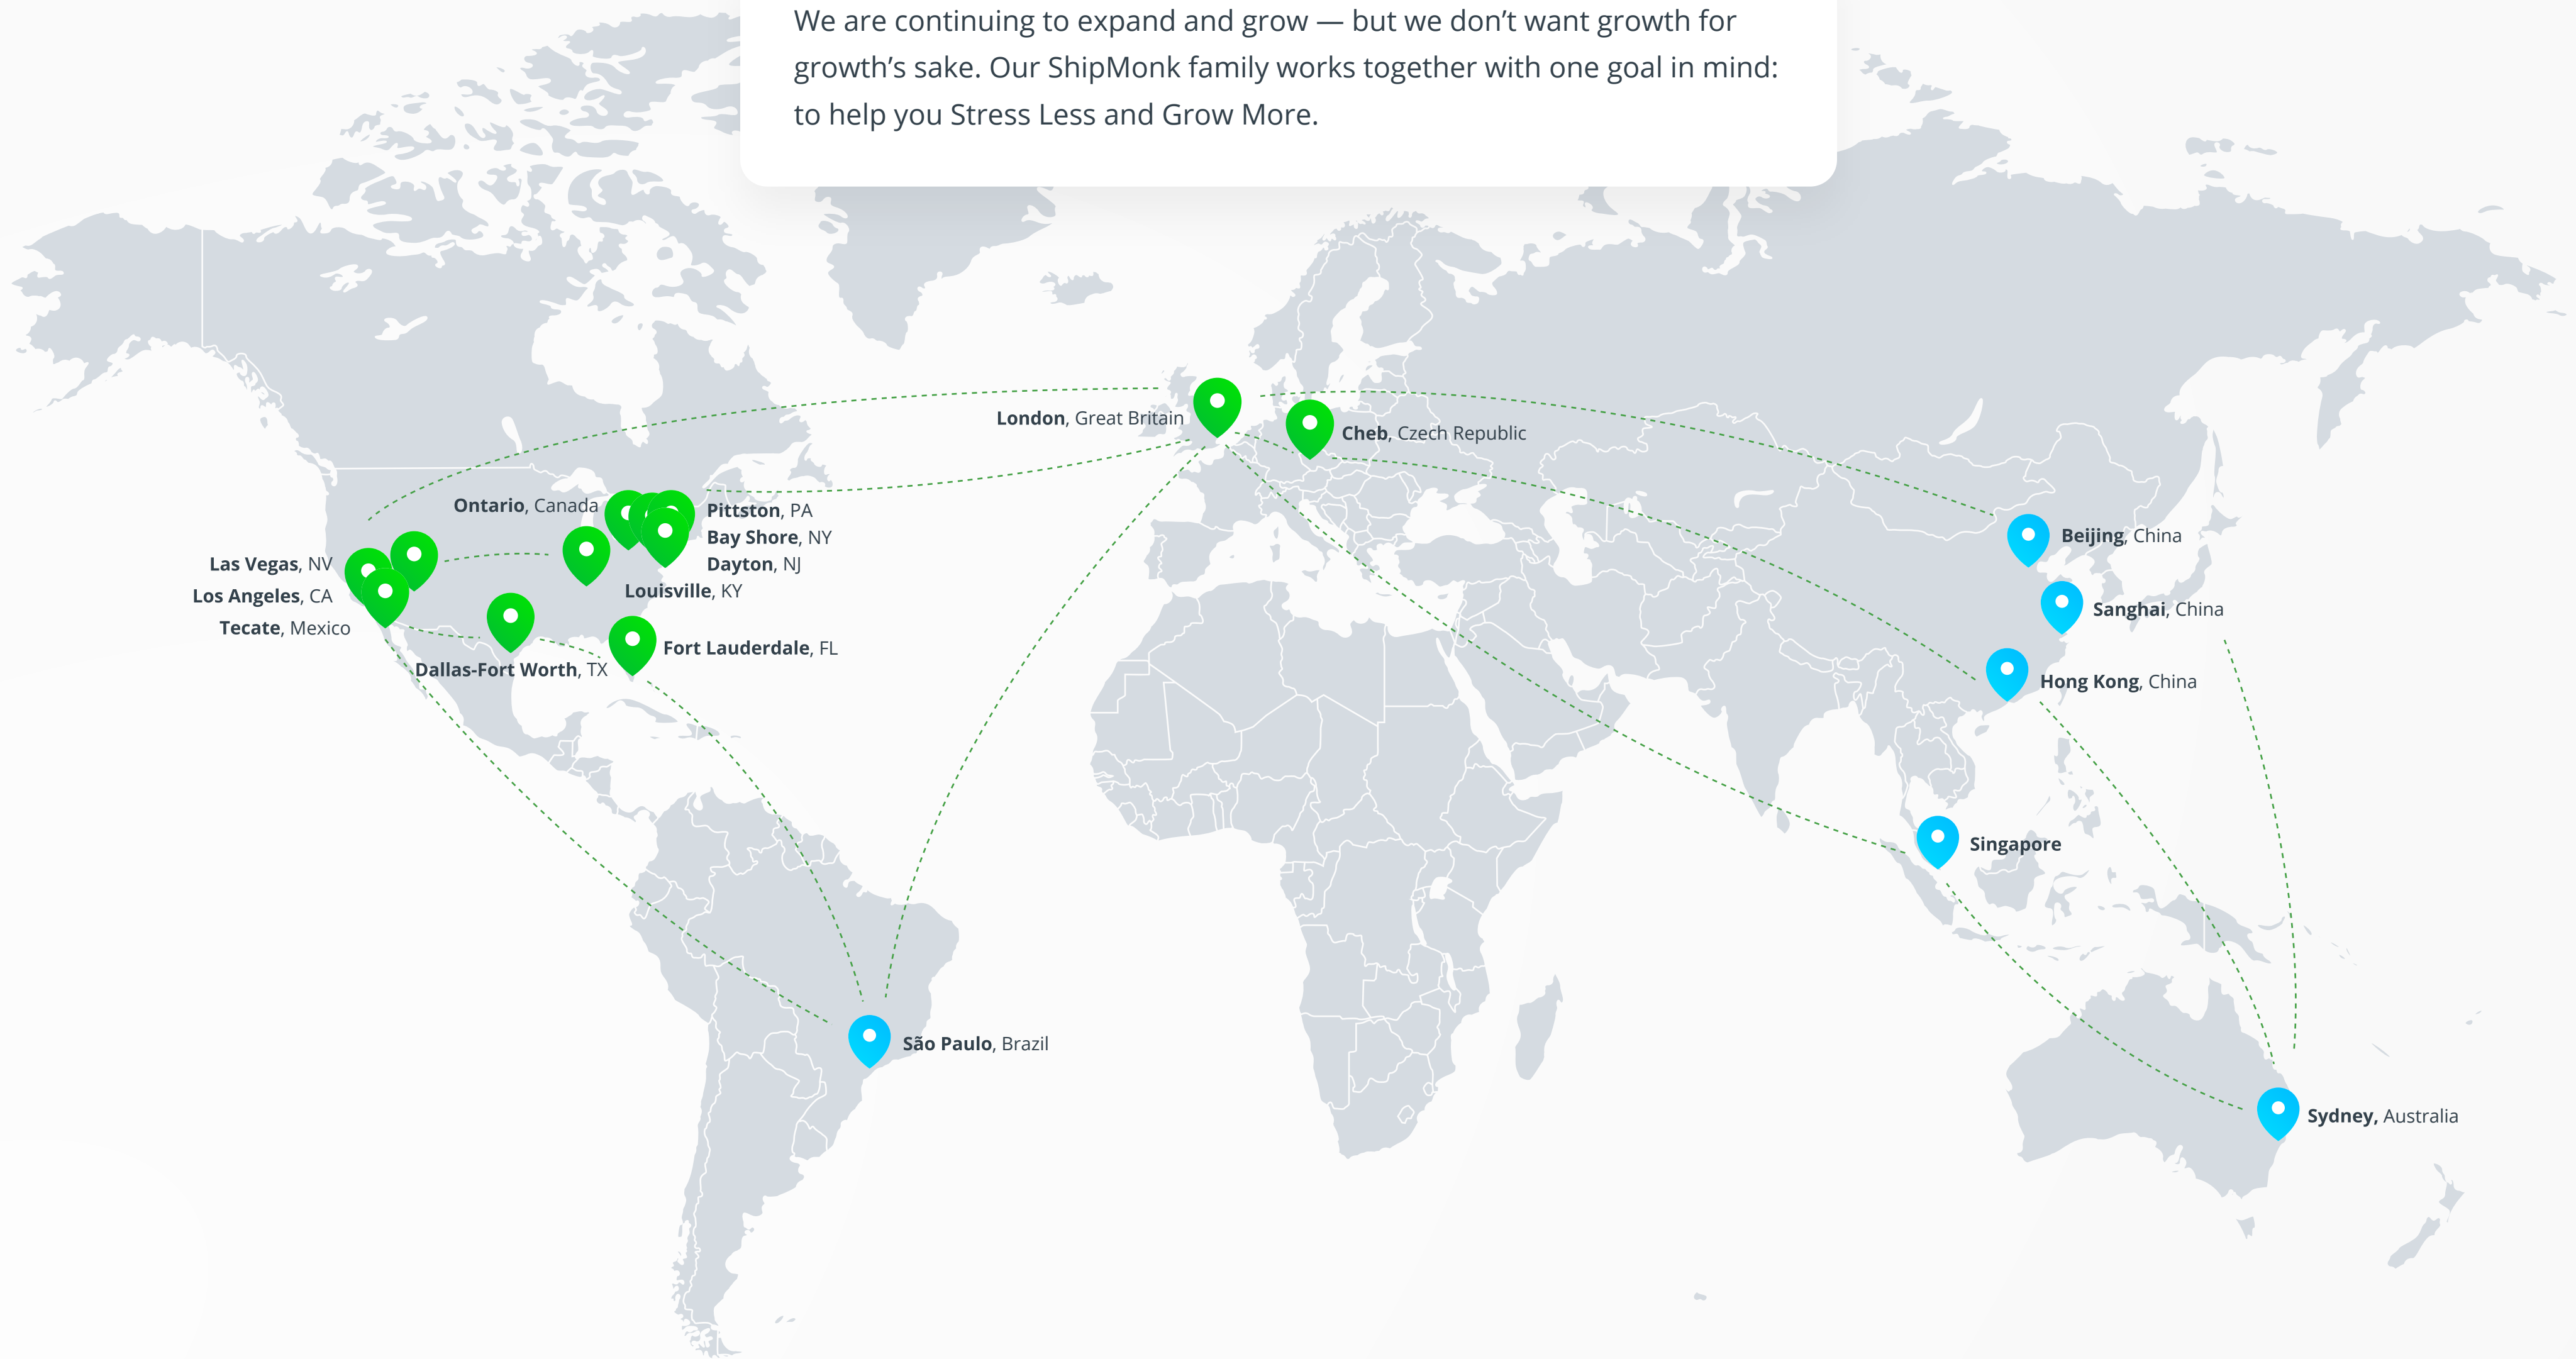 We are continuing to expand and grow — but we don’t want growth for
growth’s sake. Our ShipMonk family works together with one goal in mind:
to help you Stress Less and Grow More.
London, Great Britain
Cheb, Czech Republic
Ontario, Canada
Pittston, PA
Bay Shore, NY
Dayton, NJ
Louisville, KY
Las Vegas, NV
Los Angeles, CA
Tecate, Mexico
Dallas-Fort Worth, TX
Fort Lauderdale, FL
Beijing, China
Sanghai, China
Hong Kong, China
Singapore
São Paulo, Brazil
Sydney, Australia